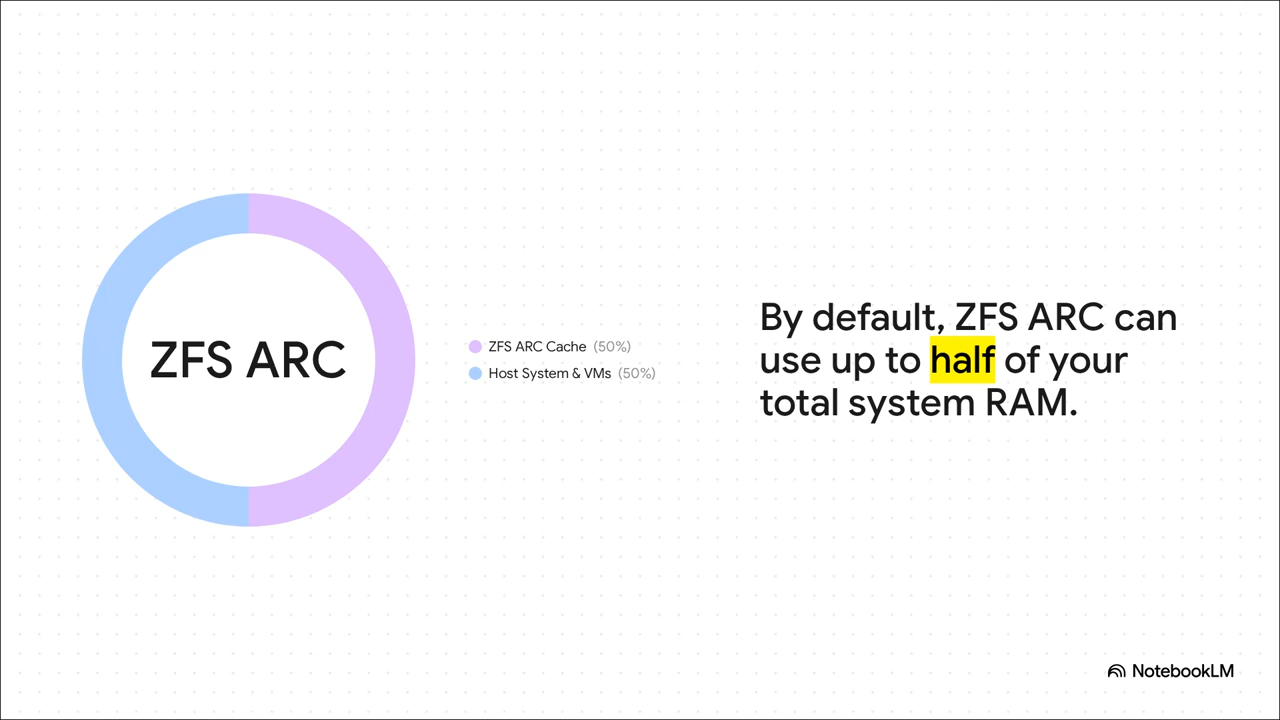 ZFS ARC
ZFS ARC Cache (50%)
Host System & VMs (50%)
By default, ZFS ARC can
use up to half of your
total system RAM.
NotebookLM